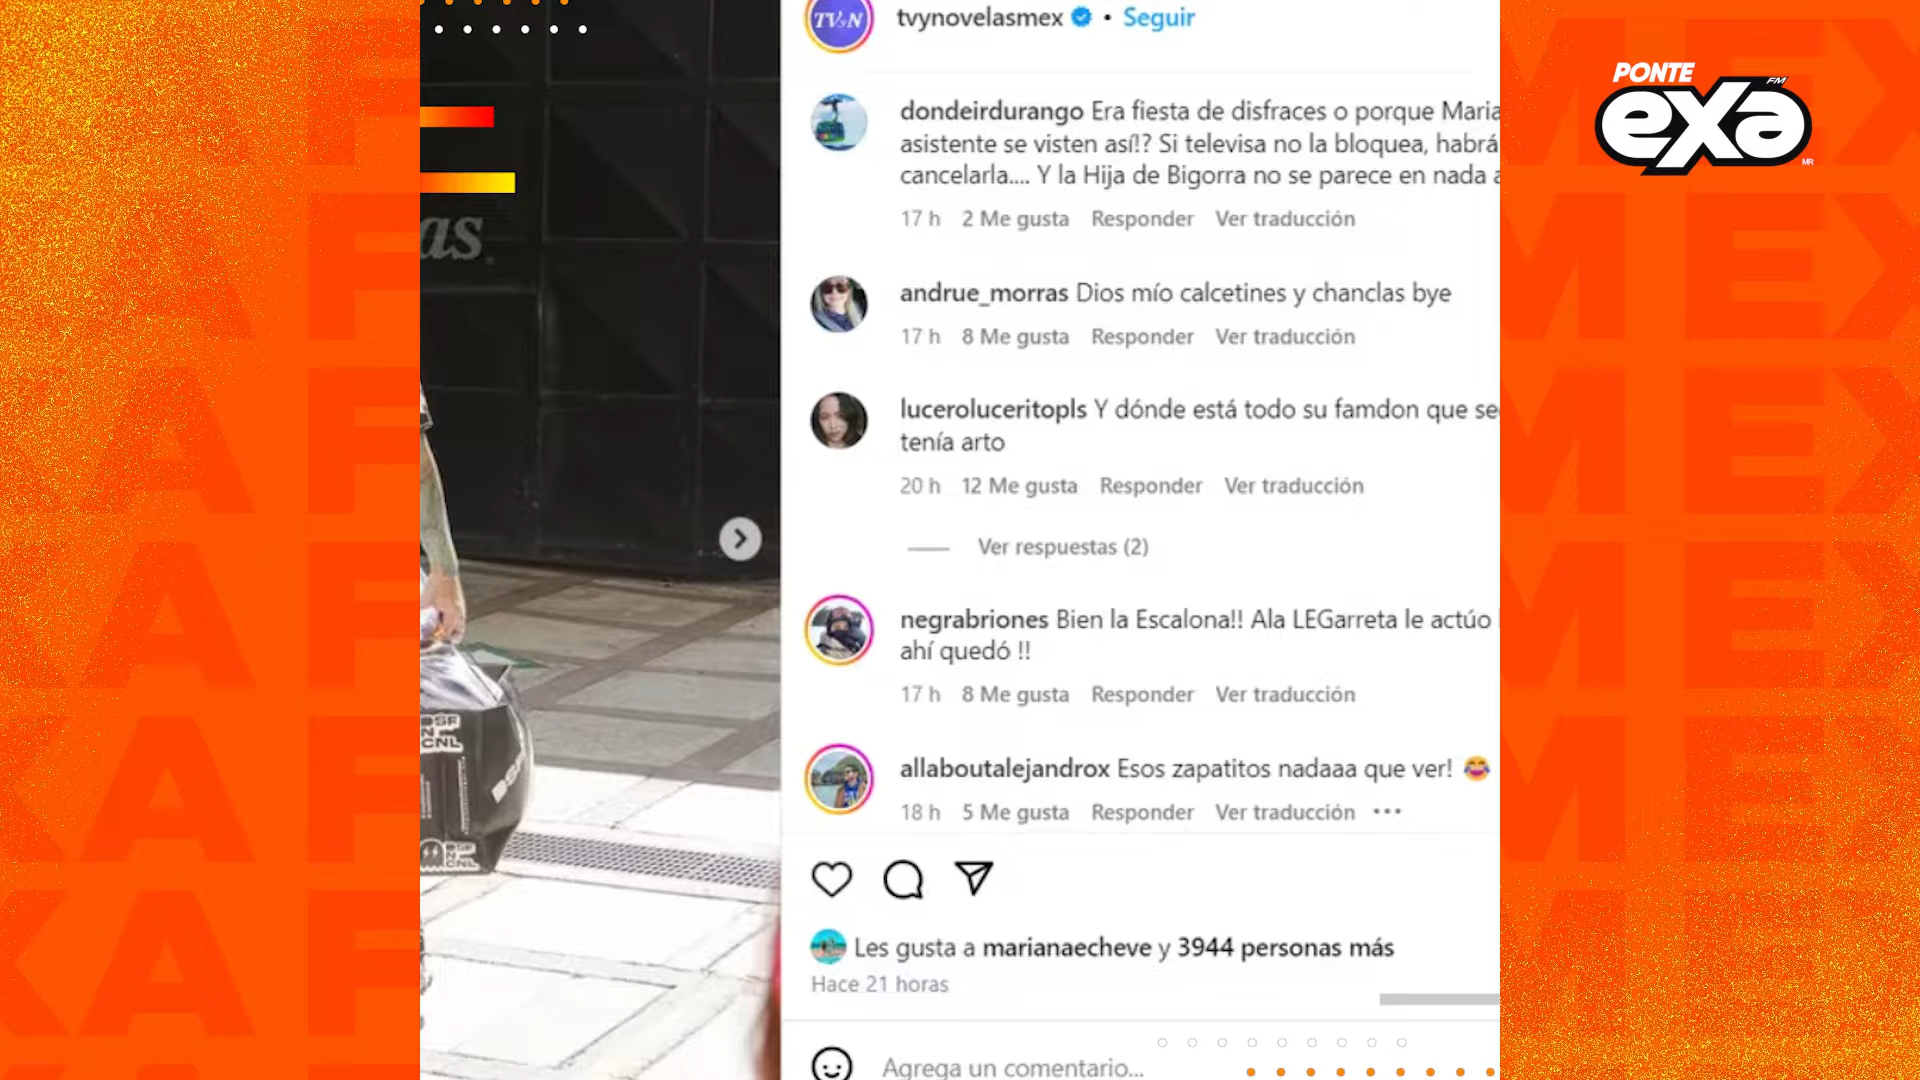 TVyN
tvynovelasmex • Seguir
PONTE
exa
FM
MR
dondeirdurango Era fiesta de disfraces o porque Maria
asistente se visten así!? Si televisa no la bloquea, habrá
cancelarla.... Y la Hija de Bigorra no se parece en nada a
17 h 2 Me gusta Responder Ver traducción
as.
andrue_morras Dios mío calcetines y chanclas bye
17 h 8 Me gusta Responder Ver traducción
luceroluceritopls Y dónde está todo su famdon que se
tenía arto
20 h 12 Me gusta Responder Ver traducción
Ver respuestas (2)
negrabriones Bien la Escalona!! Ala LEGarreta le actúo
ahí quedó !!
17 h 8 Me gusta Responder Ver traducción
allaboutalejandrox Esos zapatitos nadaaa que ver! 😂
18 h 5 Me gusta Responder Ver traducción •••
Les gusta a marianaecheve y 3944 personas más
Hace 21 horas
Agrega un comentario...